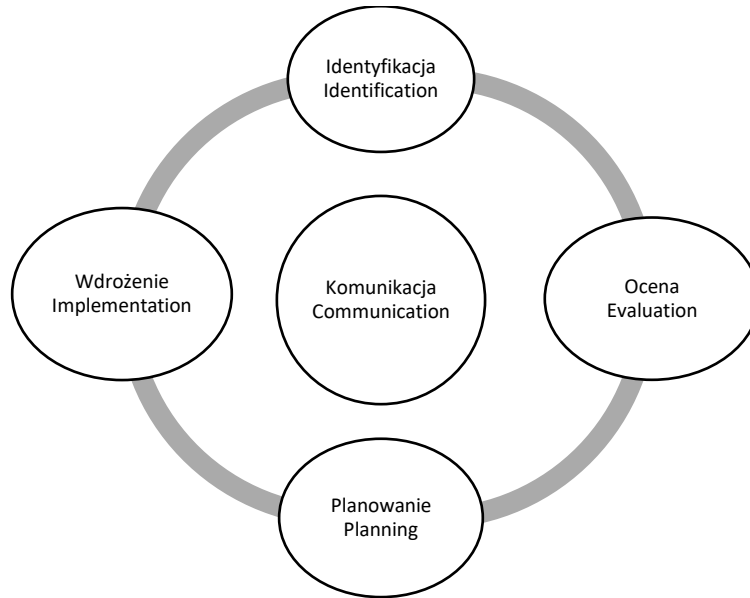 Identyfikacja
Identification
Wdrożenie
Implementation
Komunikacja
Communication
Ocena
Evaluation
Planowanie
Planning